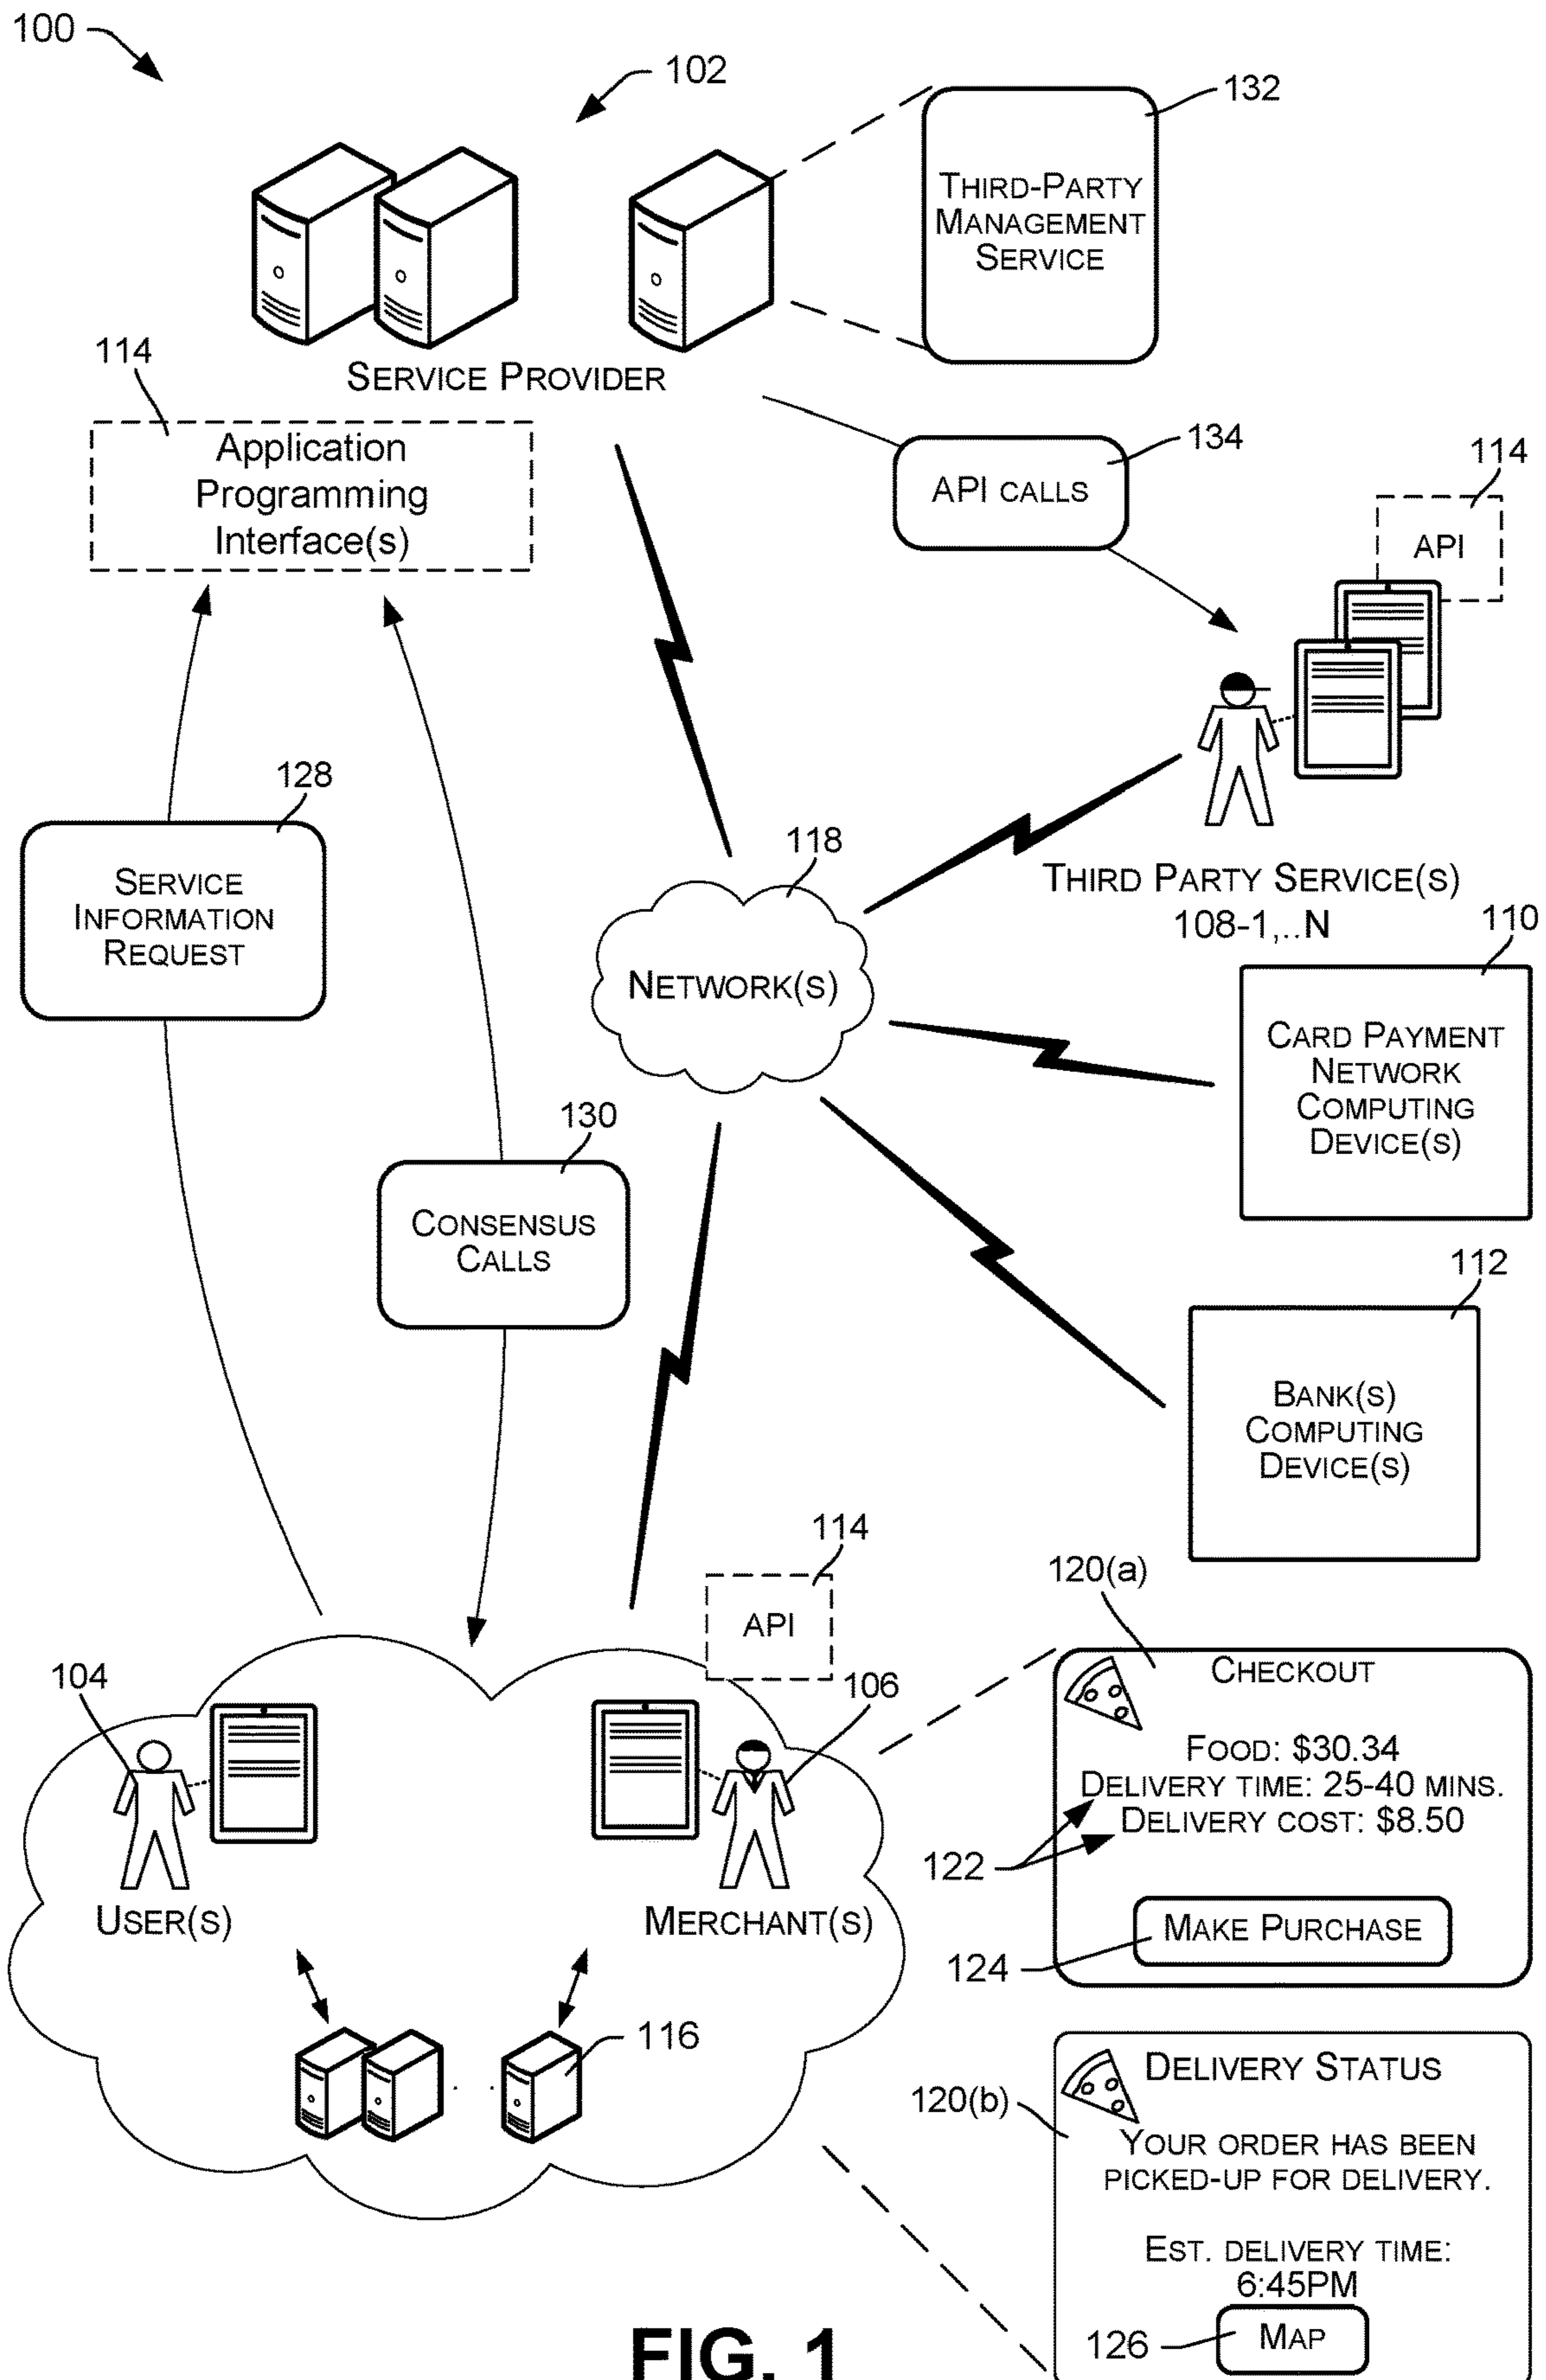 100
102
132
THIRD-PARTY
MANAGEMENT
SERVICE
114
SERVICE PROVIDER
Application
Programming
Interface(s)
134
API CALLS
114
API
128
SERVICE
INFORMATION
REQUEST
118
NETWORK(S)
THIRD PARTY SERVICE(S)
108-1,..N
110
CARD PAYMENT
NETWORK
COMPUTING
DEVICE(S)
130
CONSENSUS
CALLS
112
BANK(S)
COMPUTING
DEVICE(S)
114
API
104
106
USER(S)
MERCHANT(S)
116
120(a)
CHECKOUT
FOOD: $30.34
DELIVERY TIME: 25-40 MINS.
DELIVERY COST: $8.50
122
MAKE PURCHASE
124
DELIVERY STATUS
120(b)
YOUR ORDER HAS BEEN
PICKED-UP FOR DELIVERY.
EST. DELIVERY TIME:
6:45PM
126
MAP
FIG. 1